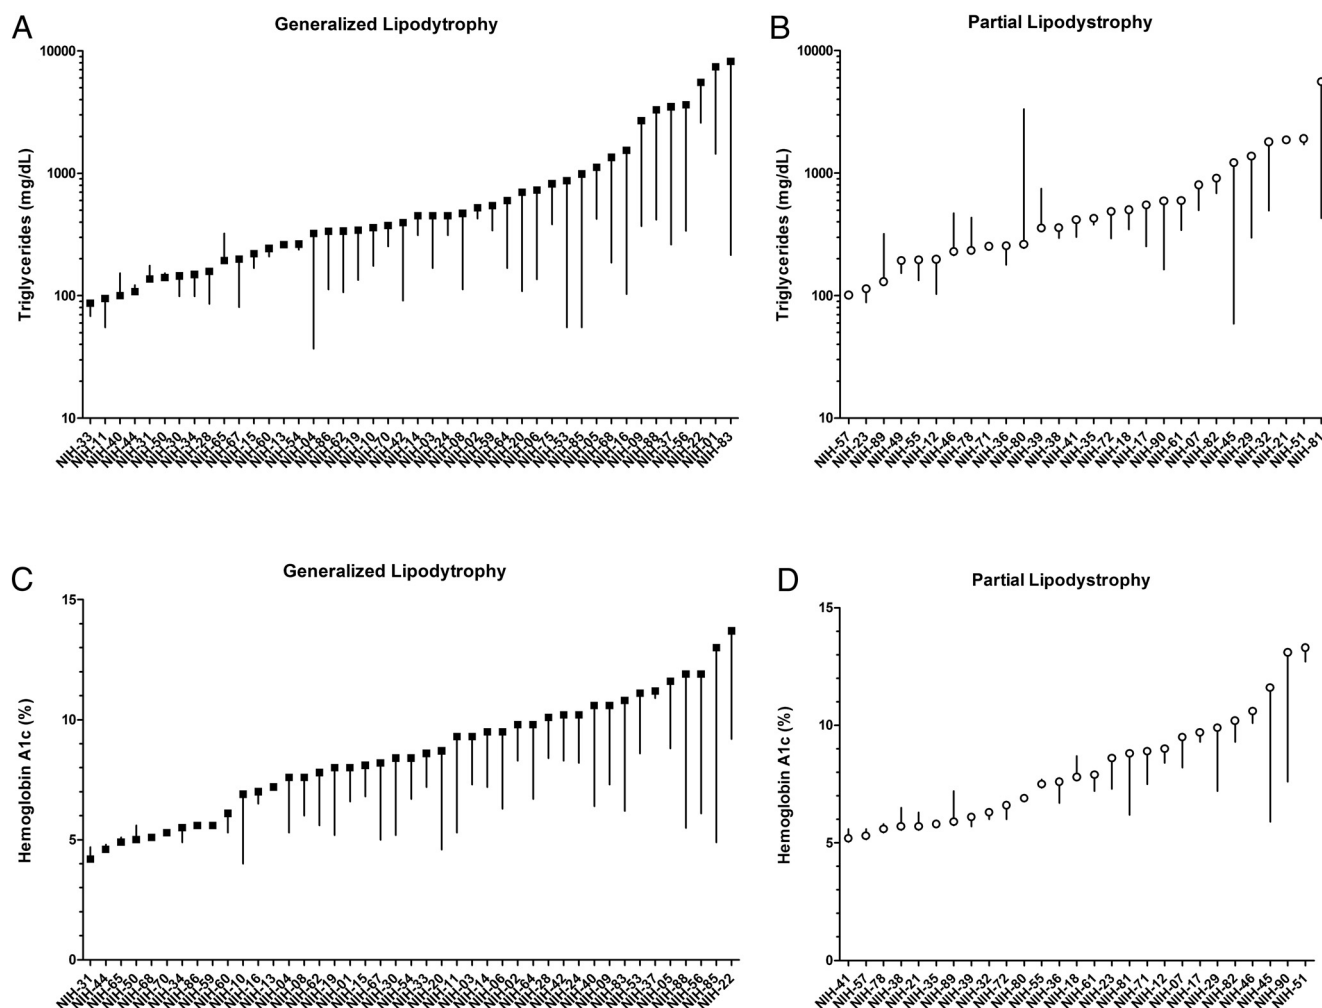 A
Generalized Lipodytrophy
Triglycerides (mg/dL)
10000
1000
100
10
NIH-33 NIH-11 NIH-40 NIH-44 NIH-31 NIH-50 NIH-30 NIH-34 NIH-28 NIH-65 NIH-67 NIH-15 NIH-60 NIH-13 NIH-54 NIH-04 NIH-86 NIH-62 NIH-19 NIH-10 NIH-70 NIH-42 NIH-14 NIH-03 NIH-24 NIH-08 NIH-02 NIH-59 NIH-64 NIH-20 NIH-06 NIH-75 NIH-53 NIH-85 NIH-05 NIH-68 NIH-16 NIH-09 NIH-88 NIH-37 NIH-56 NIH-22 NIH-01 NIH-83
B
Partial Lipodystrophy
Triglycerides (mg/dL)
10000
1000
100
10
NIH-57 NIH-23 NIH-89 NIH-49 NIH-55 NIH-12 NIH-46 NIH-78 NIH-71 NIH-36 NIH-80 NIH-39 NIH-38 NIH-41 NIH-35 NIH-72 NIH-18 NIH-17 NIH-90 NIH-61 NIH-07 NIH-82 NIH-45 NIH-29 NIH-32 NIH-21 NIH-51 NIH-81
C
Generalized Lipodytrophy
Hemoglobin A1c (%)
15
10
5
0
NIH-31 NIH-44 NIH-65 NIH-50 NIH-68 NIH-70 NIH-34 NIH-86 NIH-59 NIH-60 NIH-10 NIH-16 NIH-13 NIH-04 NIH-08 NIH-62 NIH-19 NIH-01 NIH-15 NIH-67 NIH-30 NIH-54 NIH-33 NIH-20 NIH-11 NIH-03 NIH-14 NIH-06 NIH-02 NIH-64 NIH-28 NIH-42 NIH-24 NIH-40 NIH-09 NIH-83 NIH-53 NIH-37 NIH-05 NIH-88 NIH-56 NIH-85 NIH-22
D
Partial Lipodystrophy
Hemoglobin A1c (%)
15
10
5
0
NIH-41 NIH-57 NIH-78 NIH-38 NIH-21 NIH-35 NIH-89 NIH-39 NIH-32 NIH-72 NIH-80 NIH-55 NIH-36 NIH-18 NIH-61 NIH-23 NIH-81 NIH-71 NIH-12 NIH-07 NIH-17 NIH-29 NIH-82 NIH-46 NIH-45 NIH-90 NIH-51